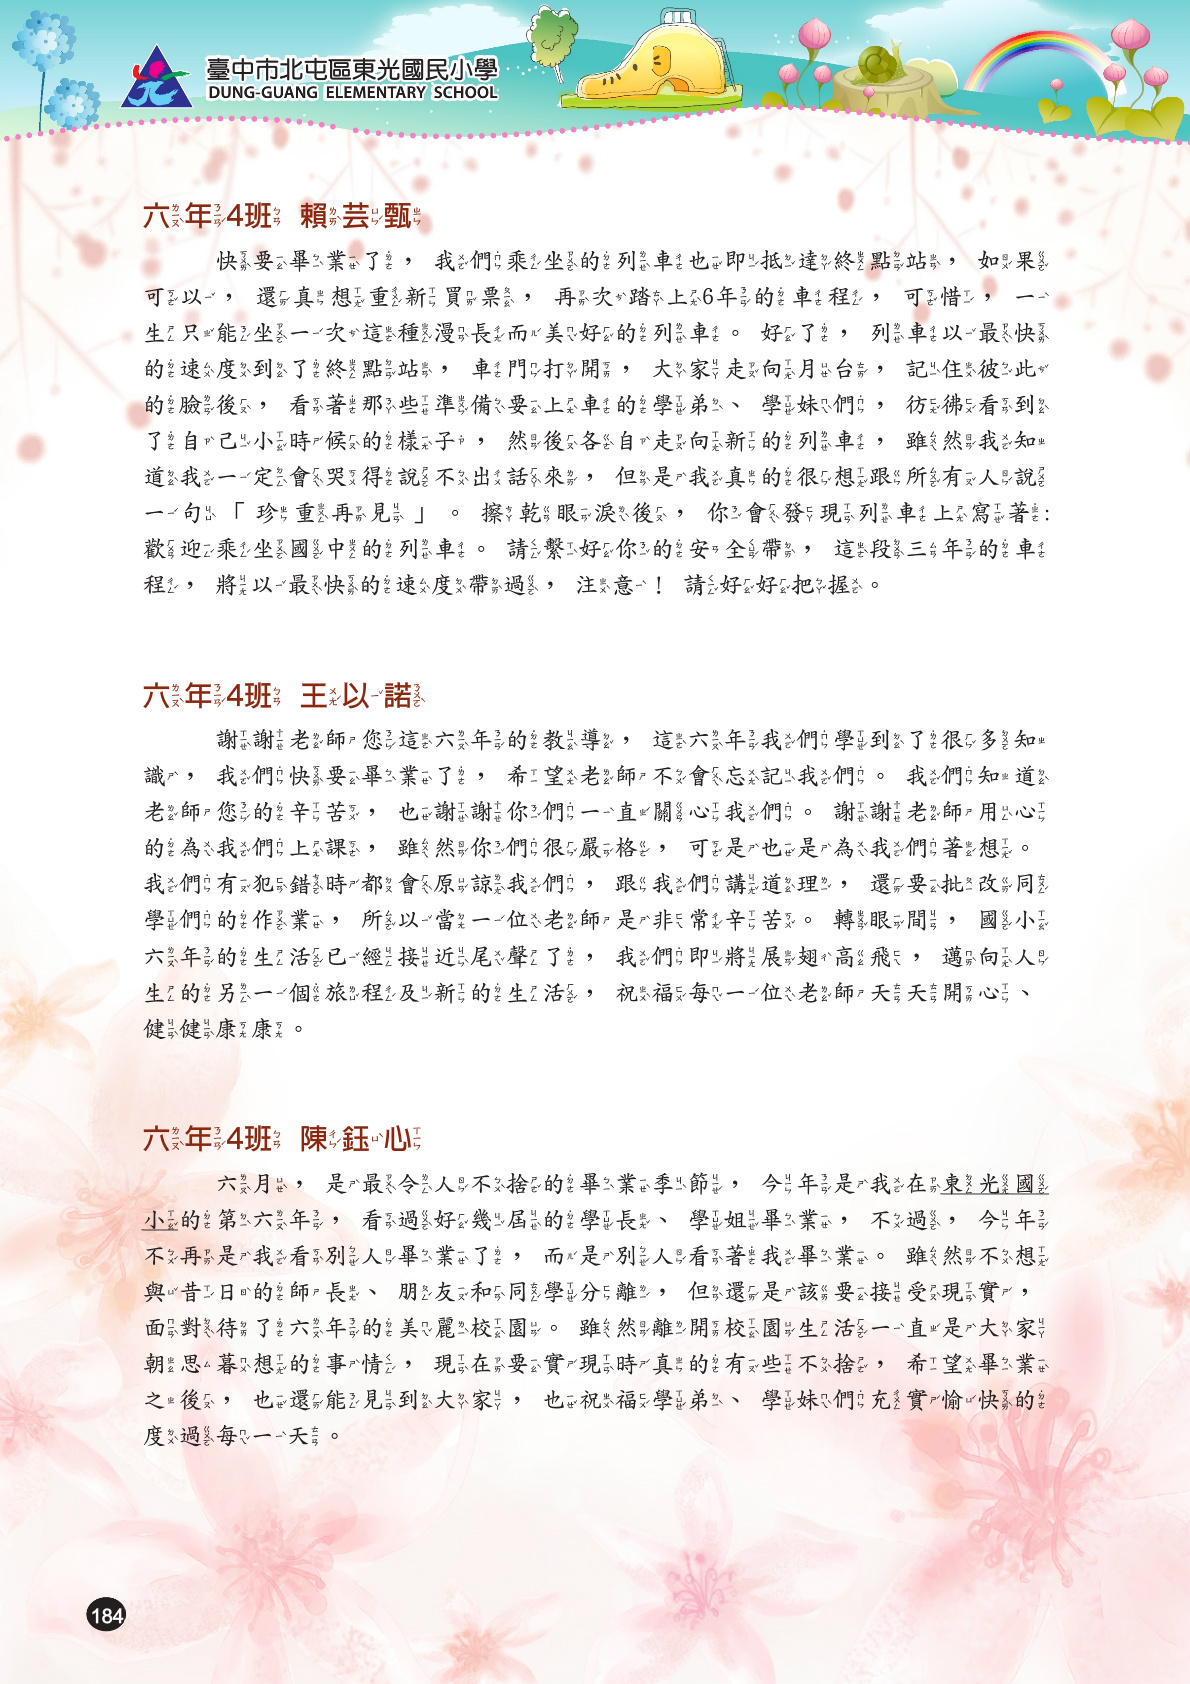 臺中市北屯區東光國民小學
DUNG-GUANG ELEMENTARY SCHOOL
六年4班 賴芸甄
快要畢業了，我們乘坐的列車也即抵達終點站，如果
可以，還真想重新買票，再次踏上6年的車程，可惜，一
生只能坐一次這種漫長而美好的列車。好了，列車以最快
的速度到了終點站，車門打開，大家走向月台，記住彼此
的臉後，看著那些準備要上車的學弟、學妹們，彷彿看到
了自己小時候的樣子，然後各自走向新的列車，雖然我知
道我一定會哭得說不出話來，但是我真的很想跟所有人說
一句「珍重再見」。擦乾眼淚後，你會發現列車上寫著：
歡迎乘坐國中的列車。請繫好你的安全帶，這段三年的車
程，將以最快的速度帶過，注意！請好好把握。
六年4班 王以諾
謝謝老師您這六年的教導，這六年我們學到了很多知
識，我們快要畢業了，希望老師不會忘記我們。我們知道
老師您的辛苦，也謝謝你們一直關心我們。謝謝老師用心
的為我們上課，雖然你們很嚴格，可是也是為我們著想。
我們有犯錯時都會原諒我們，跟我們講道理，還要批改同
學們的作業，所以當一位老師是非常辛苦。轉眼間，國小
六年的生活已經接近尾聲了，我們即將展翅高飛，邁向人
生的另一個旅程及新的生活，祝福每一位老師天天開心、
健健康康。
六年4班 陳鈺心
六月，是最令人不捨的畢業季節，今年是我在東光國
小的第六年，看過好幾屆的學長、學姐畢業，不過，今年
不再是我看別人畢業了，而是別人看著我畢業。雖然不想
與昔日的師長、朋友和同學分離，但還是該要接受現實，
面對待了六年的美麗校園。雖然離開校園生活一直是大家
朝思暮想的事情，現在要實現時真的有些不捨，希望畢業
之後，也還能見到大家，也祝福學弟、學妹們充實愉快的
度過每一天。
184